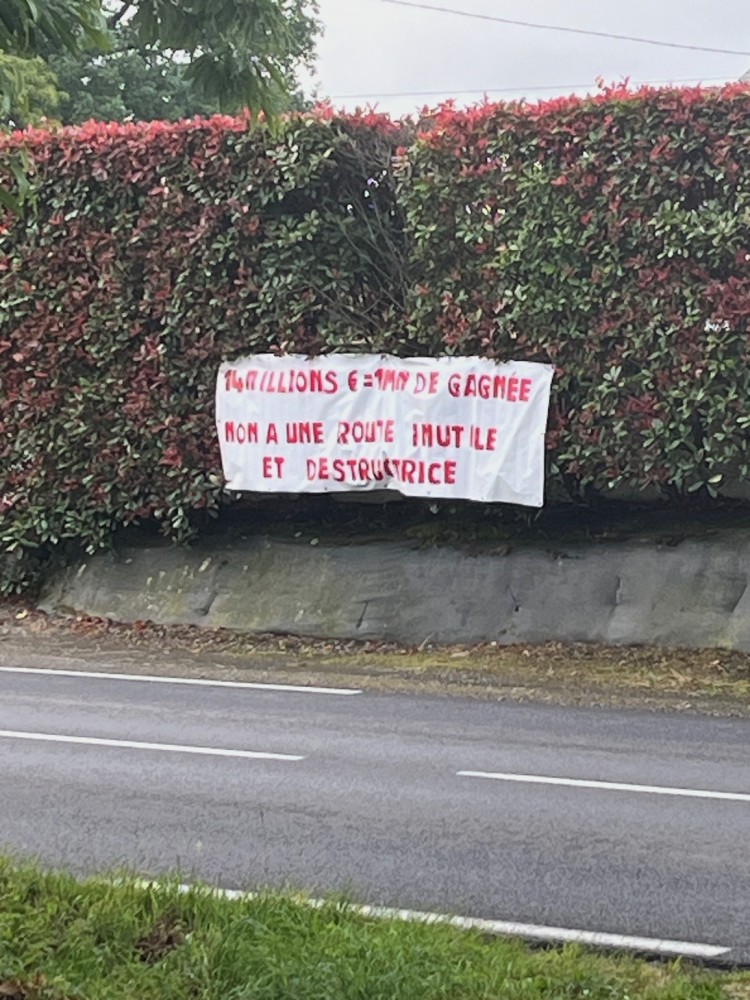 14 MILLIONS € = 1MN DE GAGNÉE
NON A UNE ROUTE INUTILE
ET DESTRUCTRICE